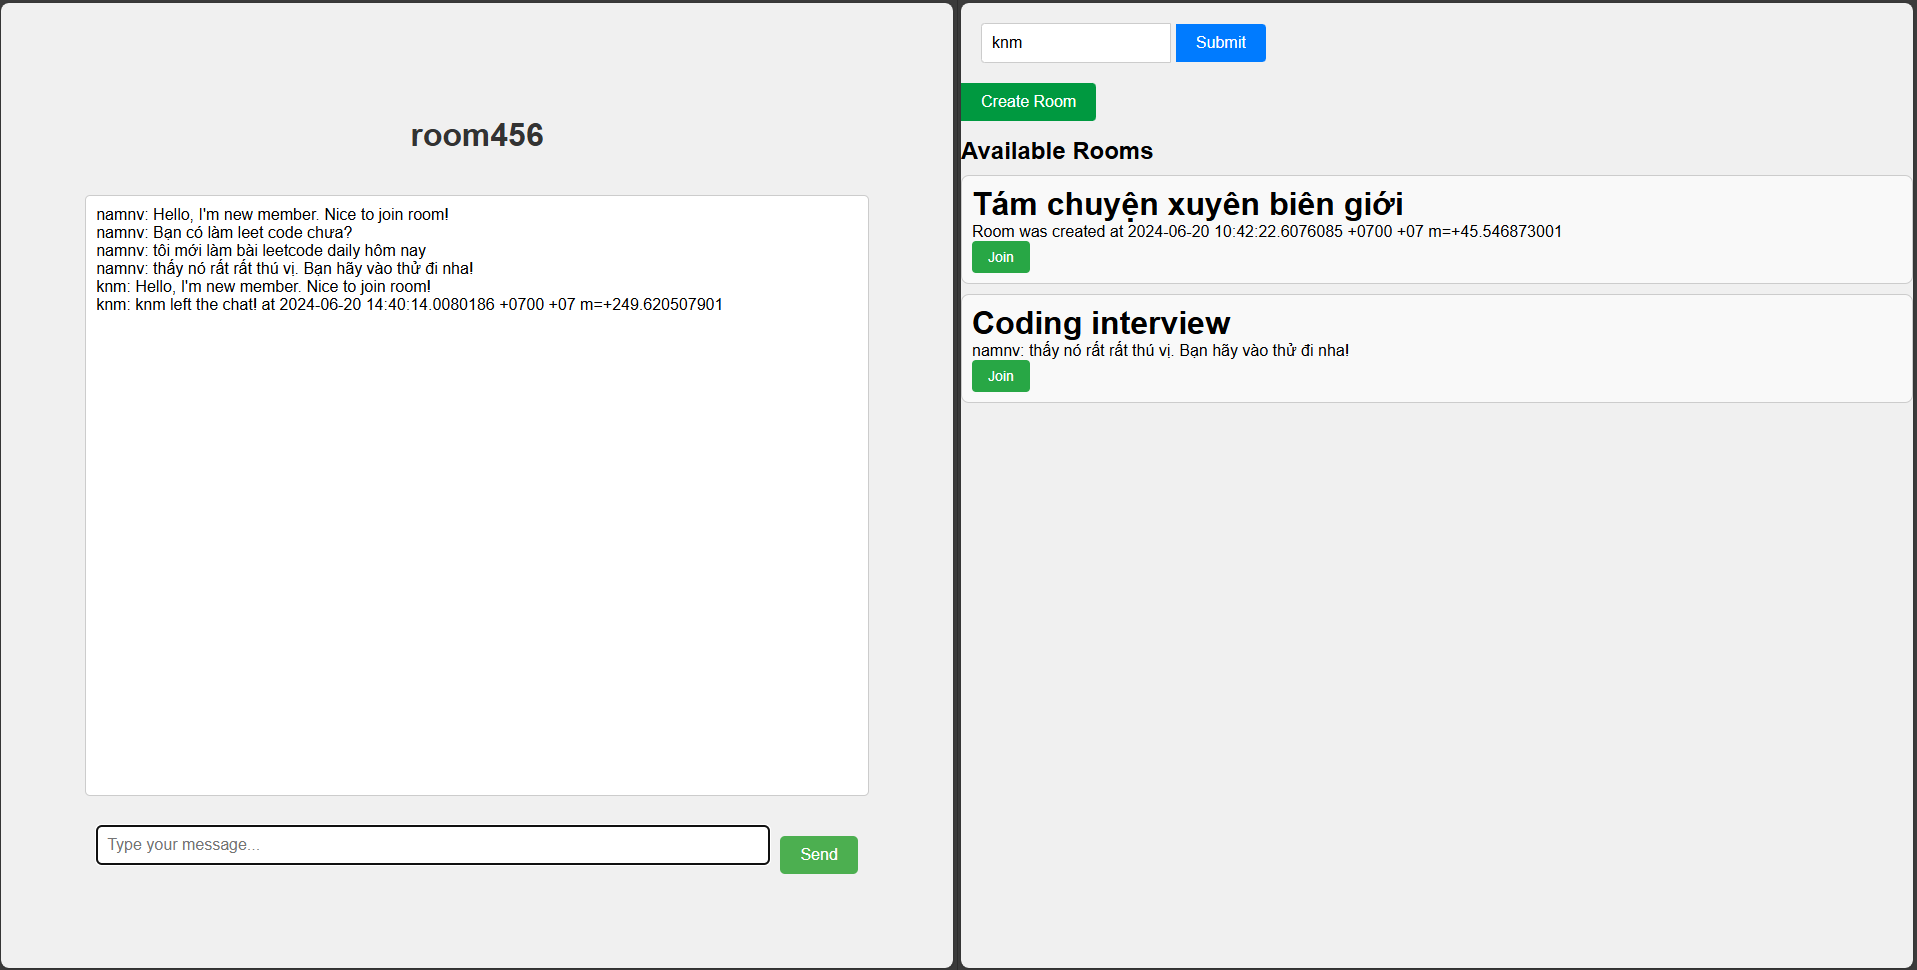 room456
namnv: Hello, I'm new member. Nice to join room!
namnv: Bạn có làm leet code chưa?
namnv: tôi mới làm bài leetcode daily hôm nay
namnv: thấy nó rất rất thú vị. Bạn hãy vào thử đi nha!
knm: Hello, I'm new member. Nice to join room!
knm: knm left the chat! at 2024-06-20 14:40:14.0080186 +0700 +07 m=+249.620507901
Type your message...
Send
knm
Submit
Create Room
Available Rooms
Tám chuyện xuyên biên giới
Room was created at 2024-06-20 10:42:22.6076085 +0700 +07 m=+45.546873001
Join
Coding interview
namnv: thấy nó rất rất thú vị. Bạn hãy vào thử đi nha!
Join